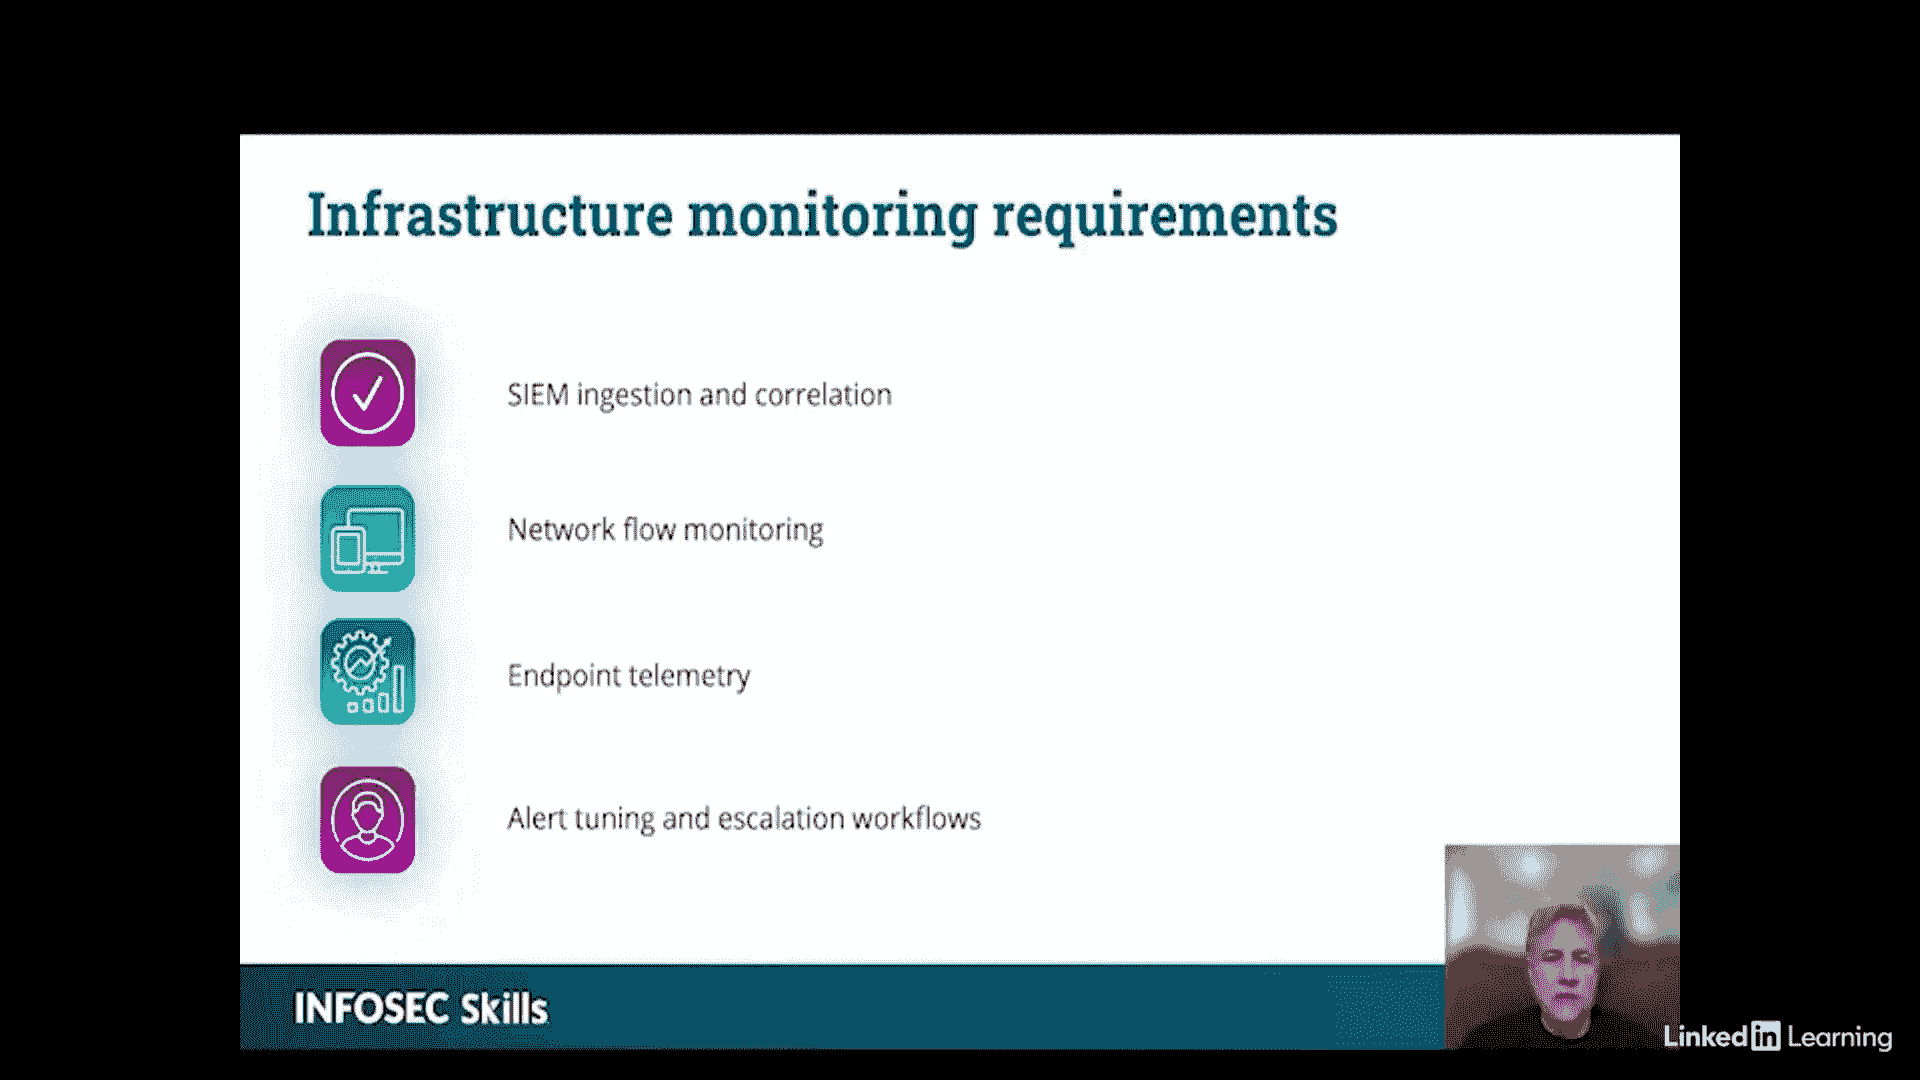 Infrastructure monitoring requirements
SIEM ingestion and correlation
Network flow monitoring
Endpoint telemetry
Alert tuning and escalation workflows
INFOSEC Skills
Linked in Learning